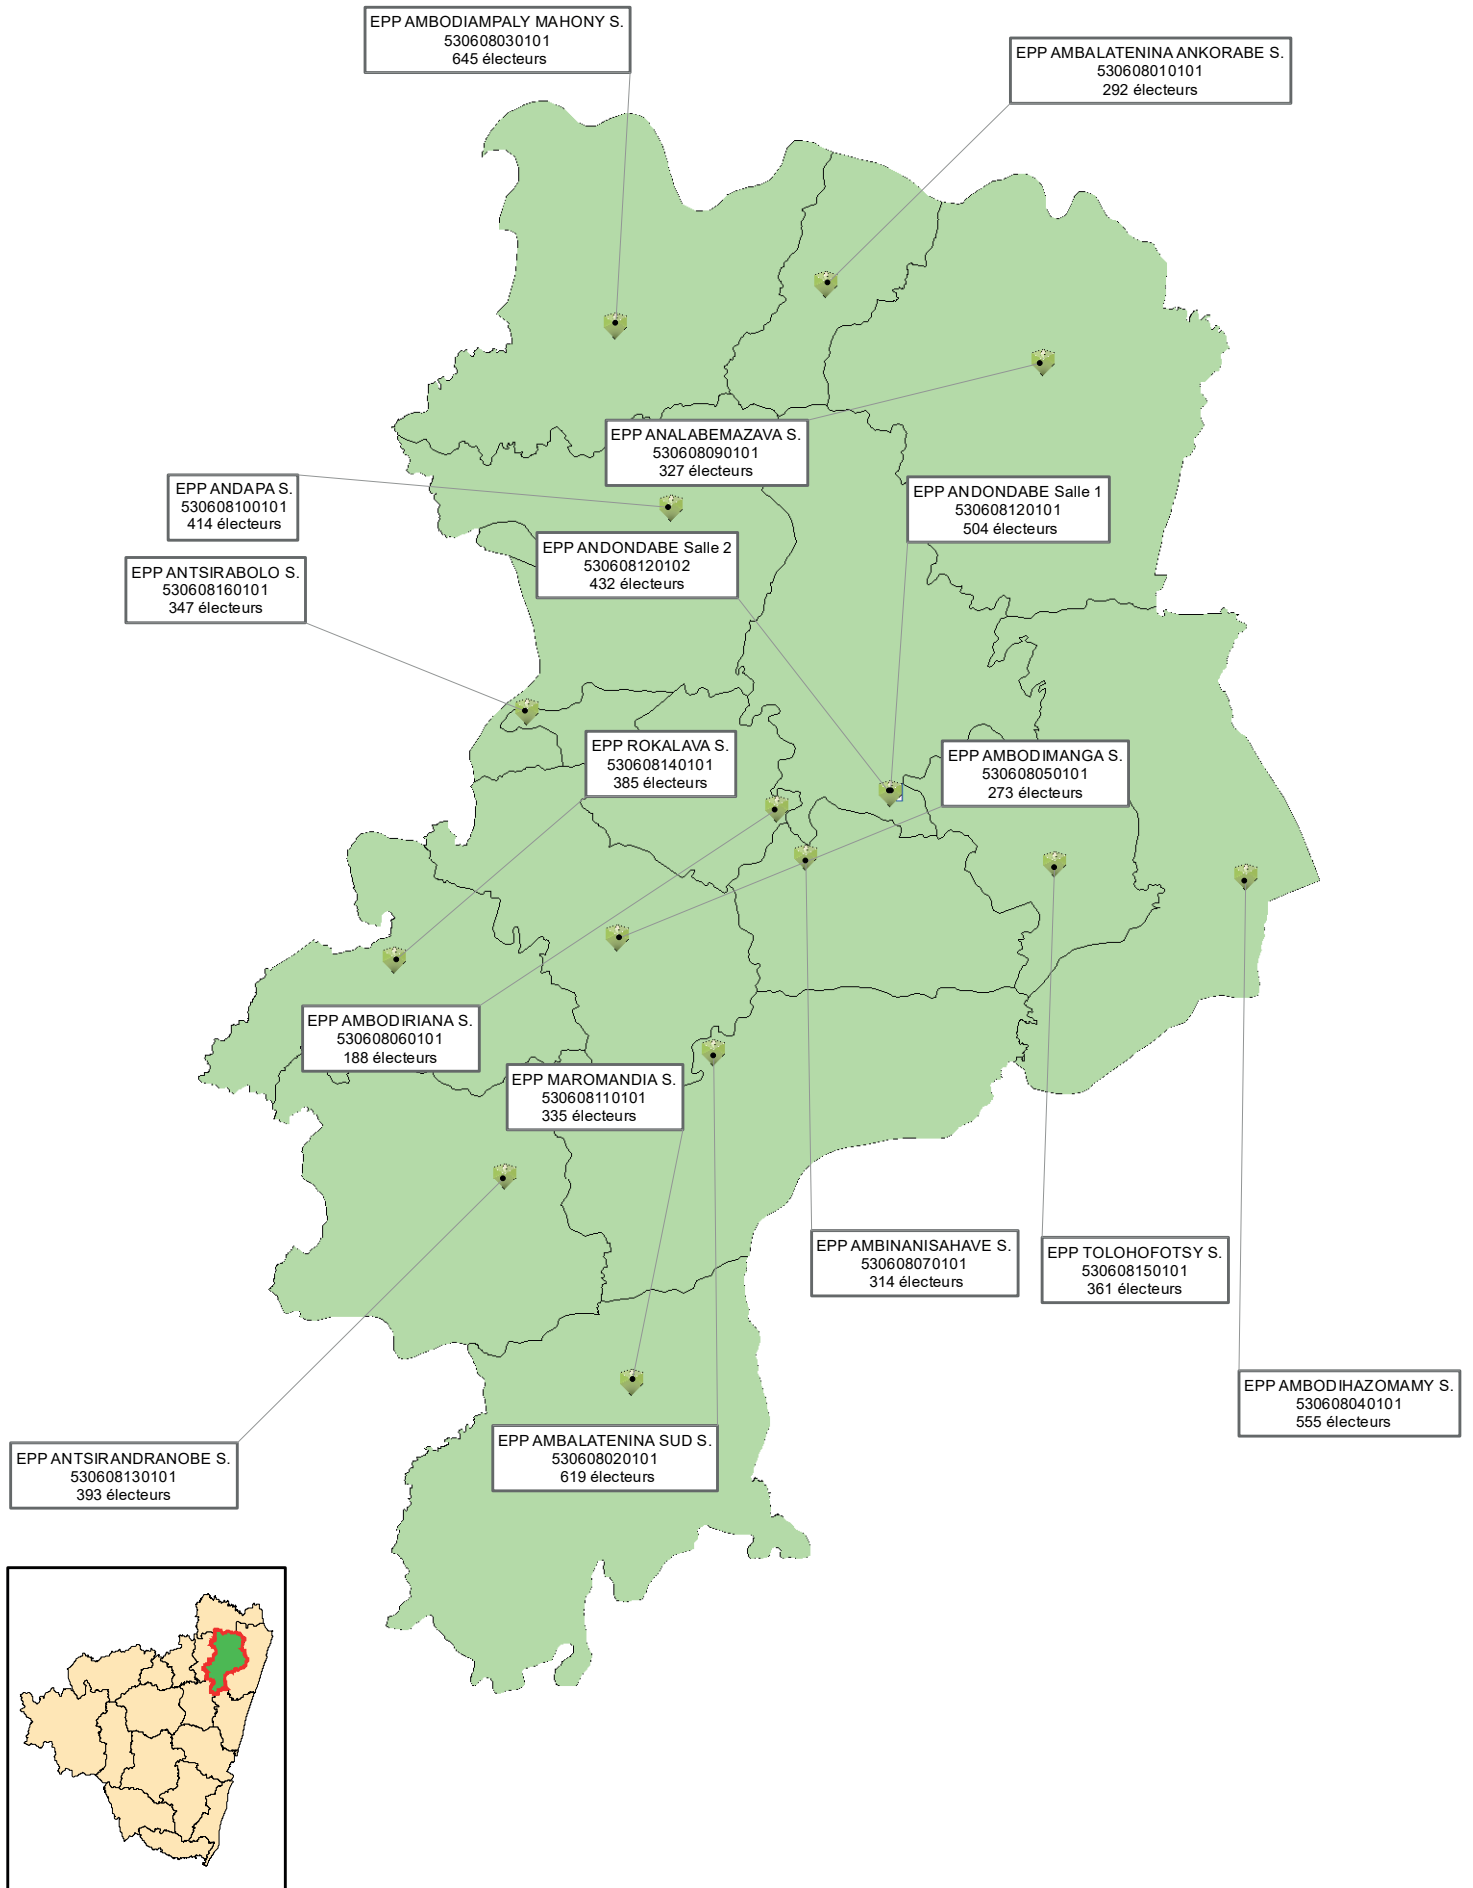 EPP AMBODIAMPALY MAHONY S.
530608030101
645 électeurs
EPP AMBALATENINA ANKORABE S.
530608010101
292 électeurs
EPP ANALABEMAZAVA S.
530608090101
327 électeurs
EPP ANDAPA S.
530608100101
414 électeurs
EPP ANDONDABE Salle 1
530608120101
504 électeurs
EPP ANDONDABE Salle 2
530608120102
432 électeurs
EPP ANTSIRABOLO S.
530608160101
347 électeurs
EPP ROKALAVA S.
530608140101
385 électeurs
EPP AMBODIMANGA S.
530608050101
273 électeurs
EPP AMBODIRIANA S.
530608060101
188 électeurs
EPP MAROMANDIA S.
530608110101
335 électeurs
EPP AMBINANISAHAVE S.
530608070101
314 électeurs
EPP TOLOHOFOTSY S.
530608150101
361 électeurs
EPP AMBODIHAZOMAMY S.
530608040101
555 électeurs
EPP AMBALATENINA SUD S.
530608020101
619 électeurs
EPP ANTSIRANDRANOBE S.
530608130101
393 électeurs